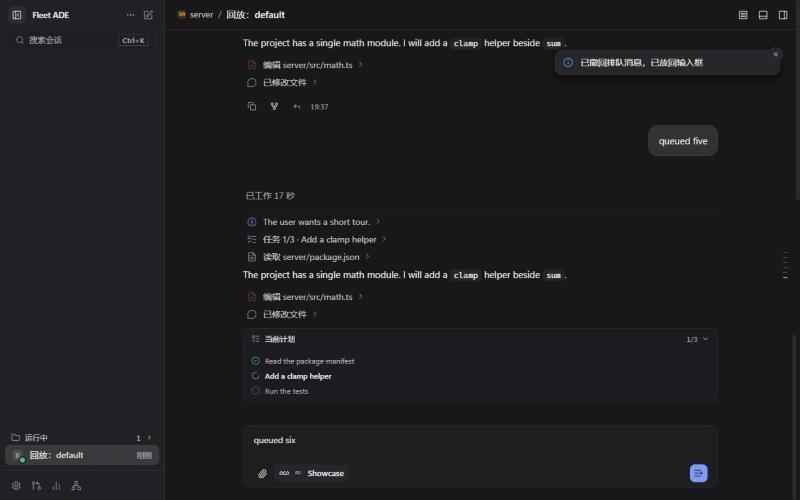 Fleet ADE
搜索会话 Ctrl+K
运行中 1
回放：default 刚刚
server / 回放：default
The project has a single math module. I will add a clamp helper beside sum.
编辑 server/src/math.ts
已修改文件
19:37
已撤回排队消息，已放回输入框
queued five
已工作 17 秒
The user wants a short tour.
任务 1/3 · Add a clamp helper
读取 server/package.json
The project has a single math module. I will add a clamp helper beside sum.
编辑 server/src/math.ts
已修改文件
当前计划 1/3
Read the package manifest
Add a clamp helper
Run the tests
queued six
Showcase